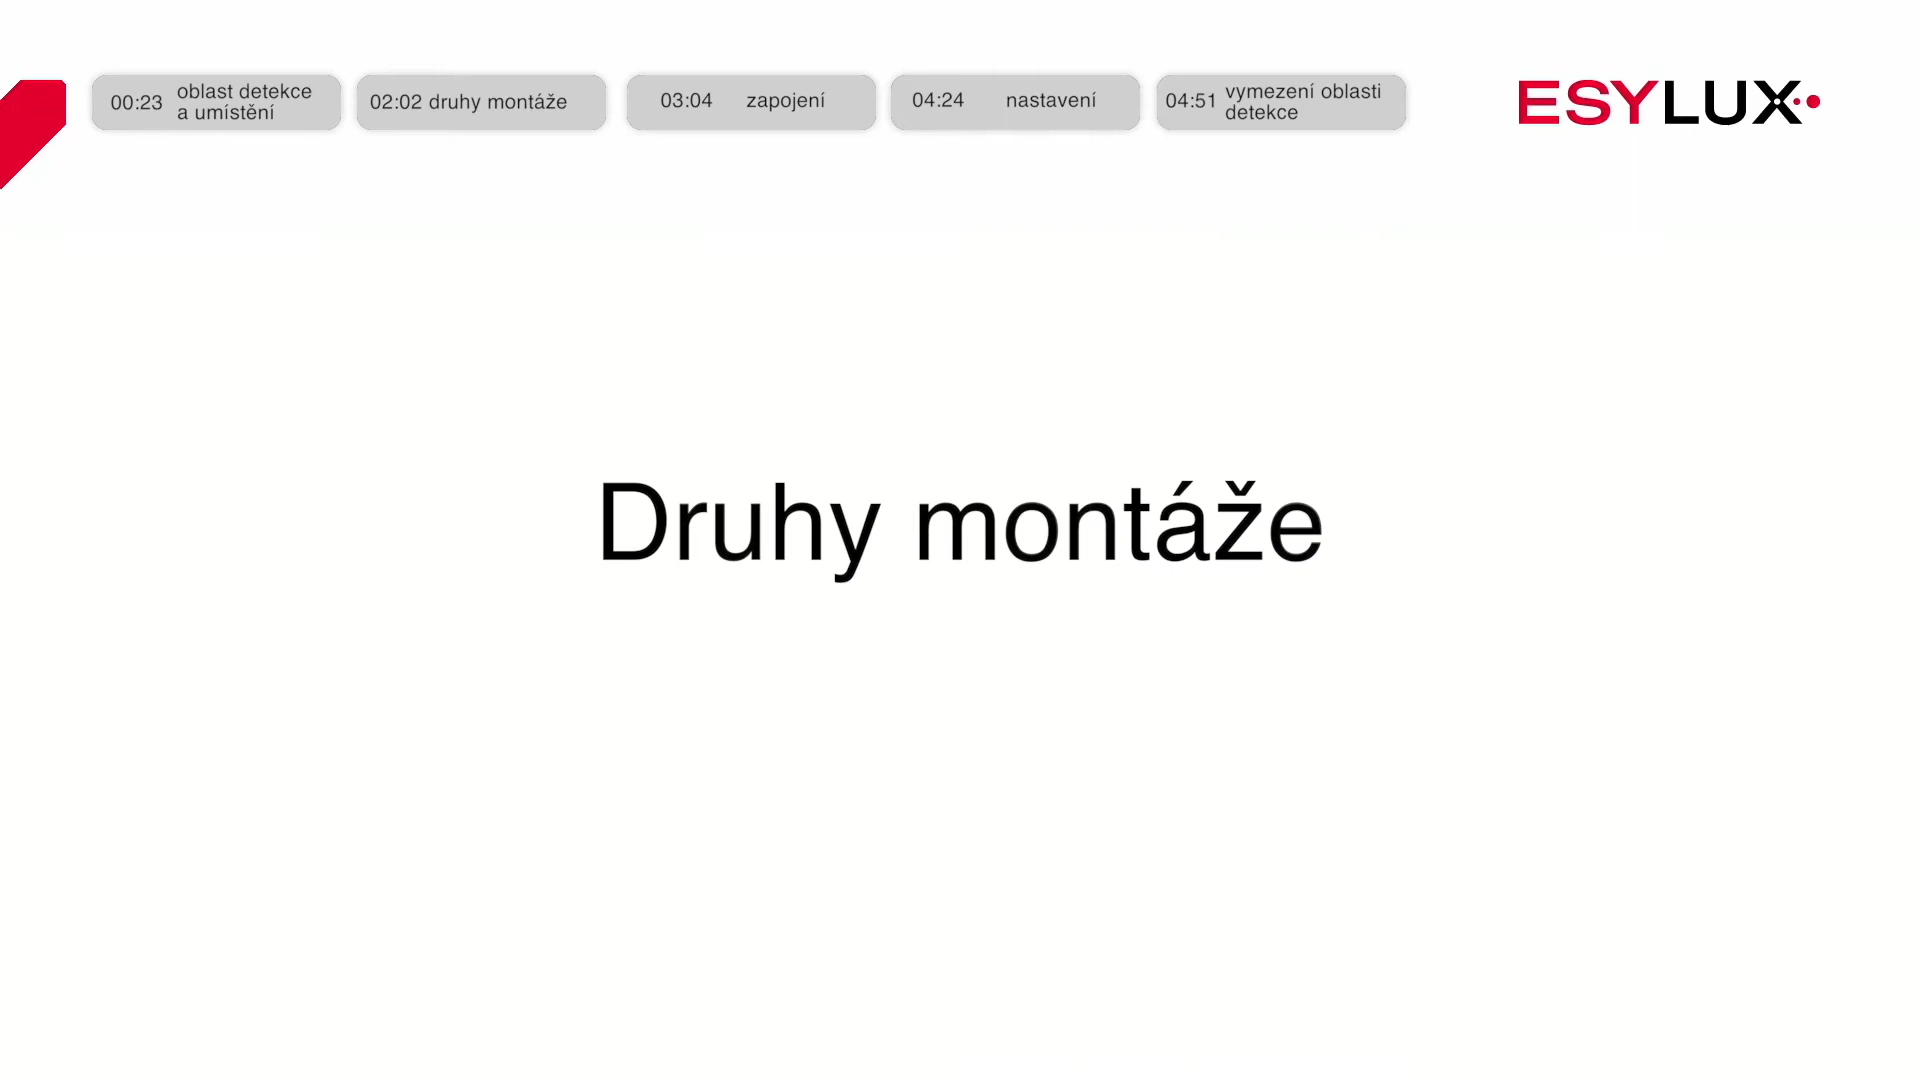 00:23 oblast detekce
a umístění
02:02 druhy montáže
03:04 zapojení
04:24 nastavení
04:51 vymezení oblasti
detekce
ESYLUX
Druhy montáže